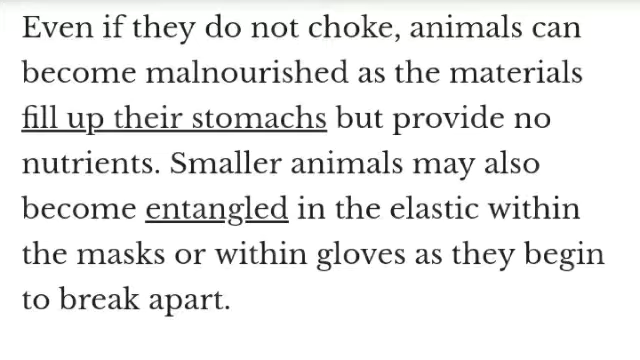 Even if they do not choke, animals can
become malnourished as the materials
fill up their stomachs but provide no
nutrients. Smaller animals may also
become entangled in the elastic within
the masks or within gloves as they begin
to break apart.